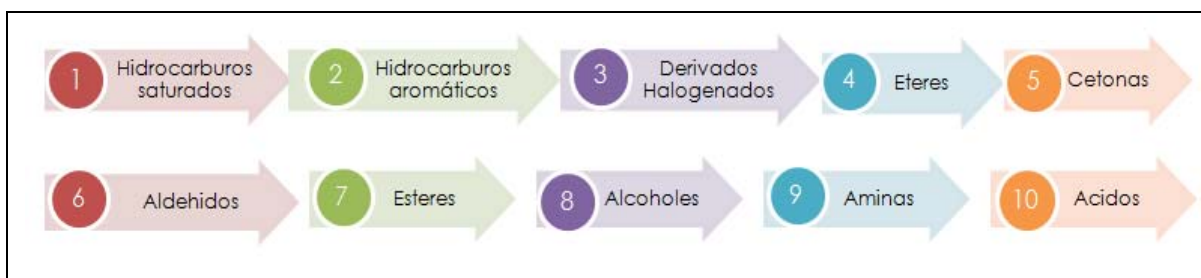 1 Hidrocarburos saturados
2 Hidrocarburos aromáticos
3 Derivados Halogenados
4 Eteres
5 Cetonas
6 Aldehidos
7 Esteres
8 Alcoholes
9 Aminas
10 Acidos